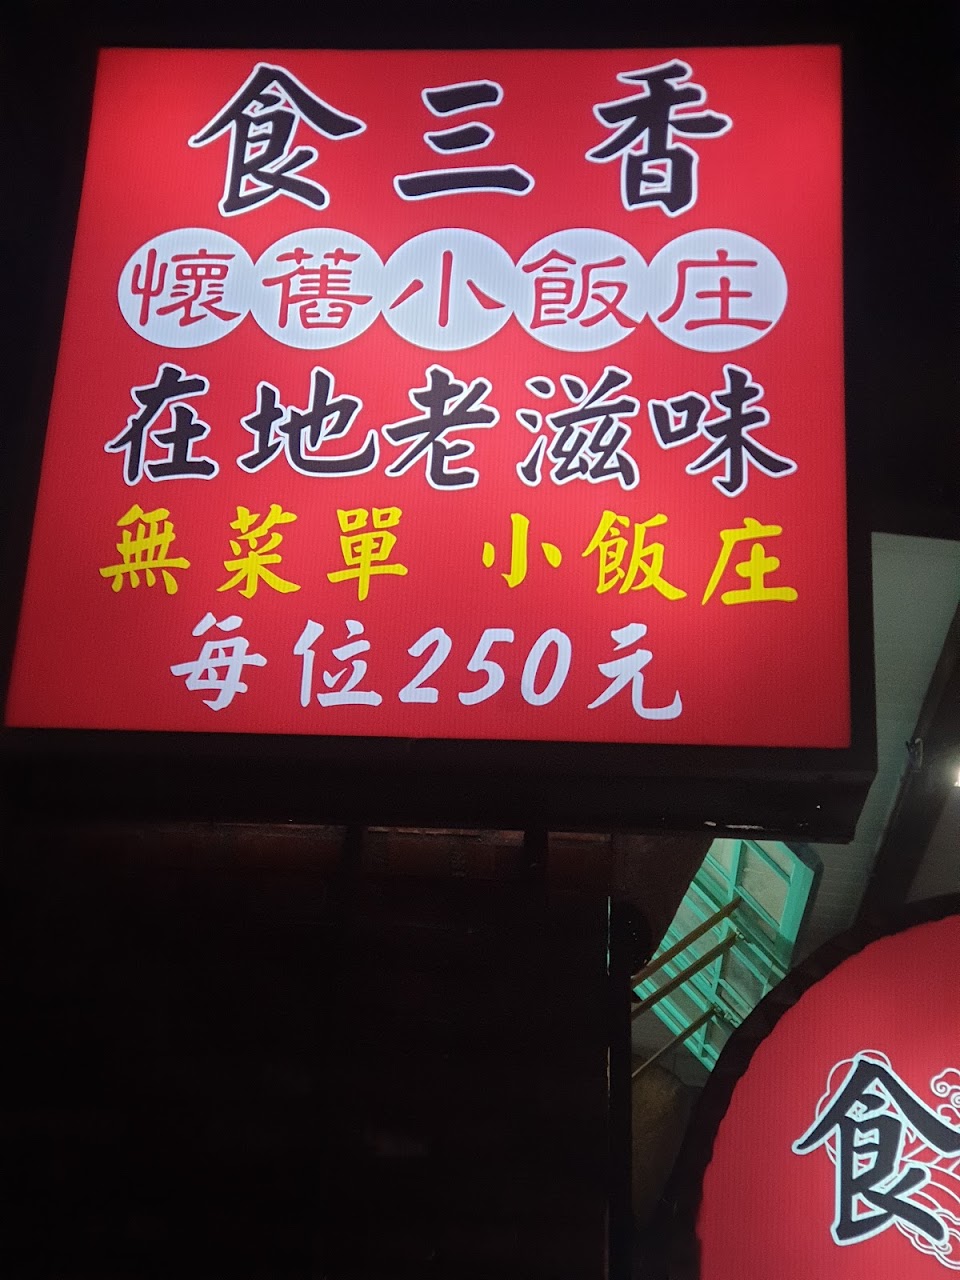 食三香
懷舊小飯庄
在地老滋味
無菜單 小飯庄
每位250元
食